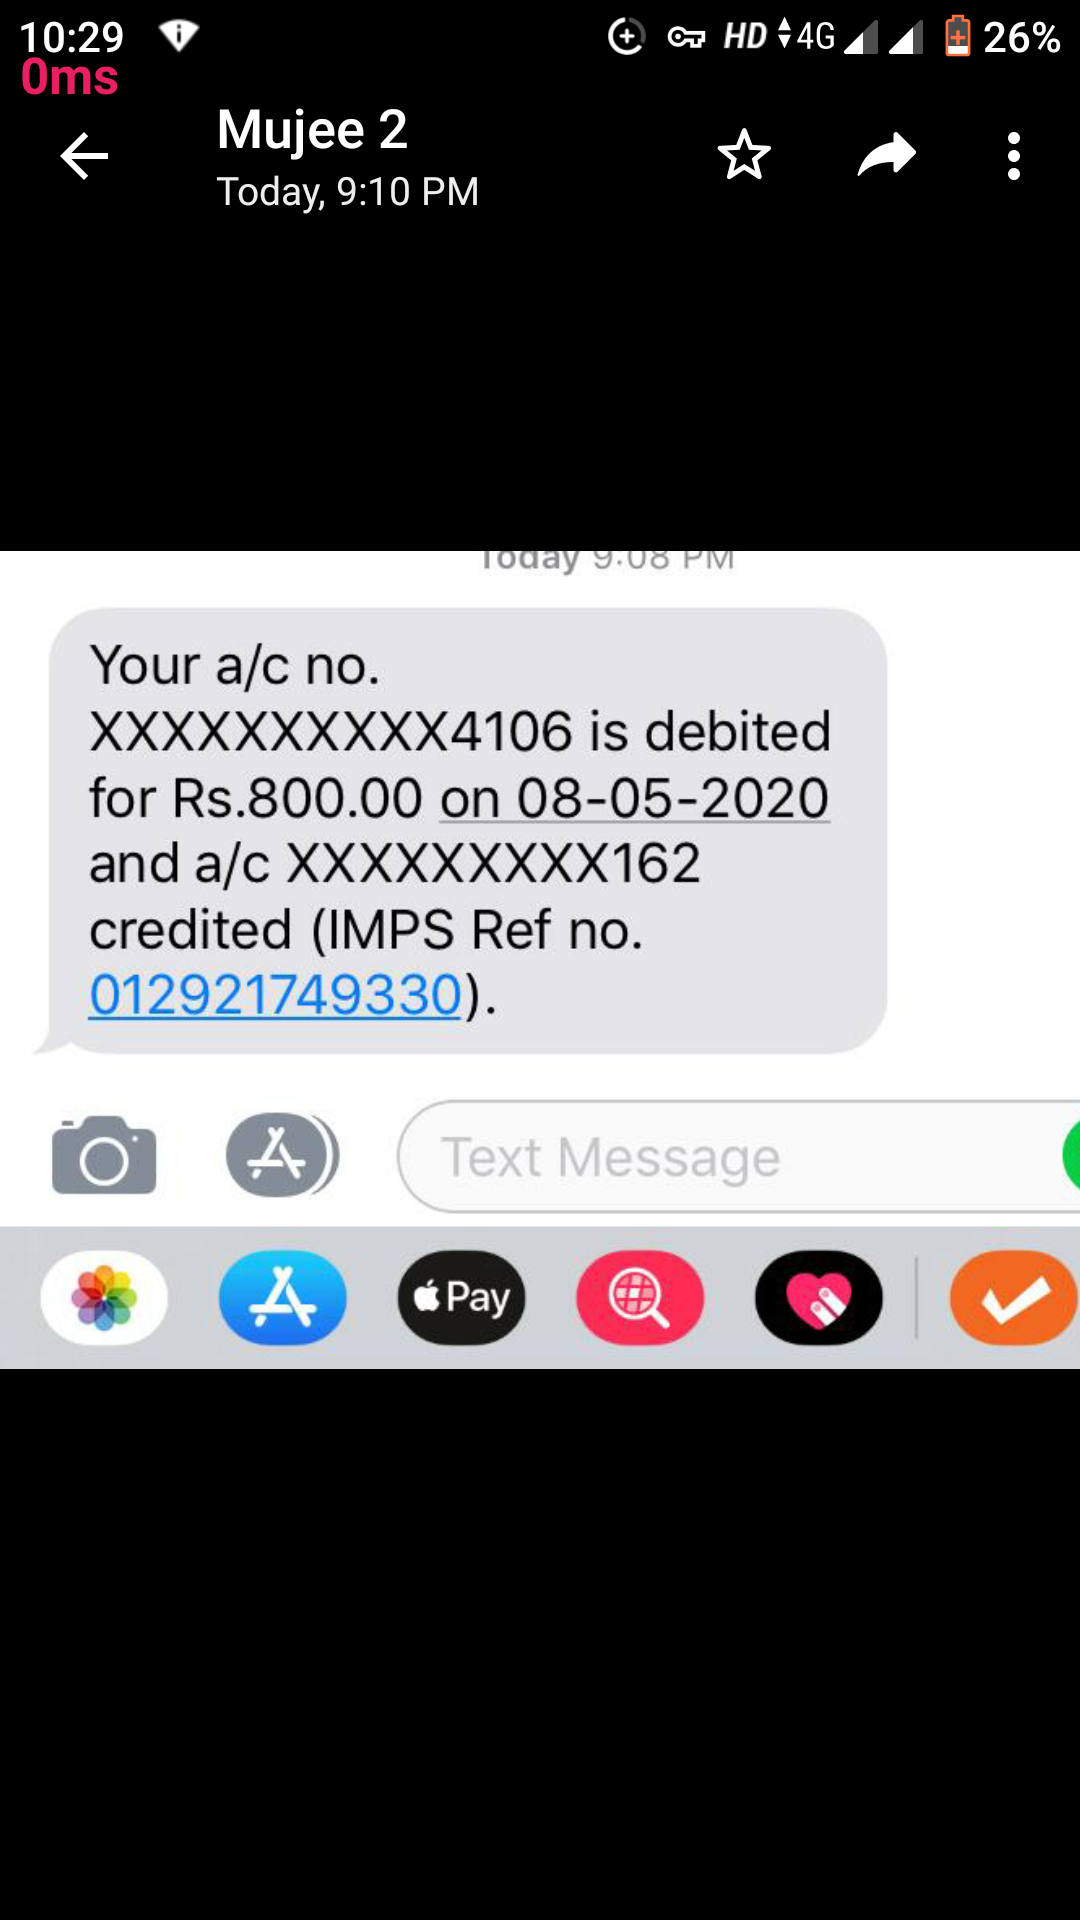 10:29 HD 4G 26%
0ms
Mujee 2
Today, 9:10 PM
Today 9:08 PM
Your a/c no.
XXXXXXXXXX4106 is debited
for Rs.800.00 on 08-05-2020
and a/c XXXXXXXXX162
credited (IMPS Ref no.
012921749330).
Text Message
Pay